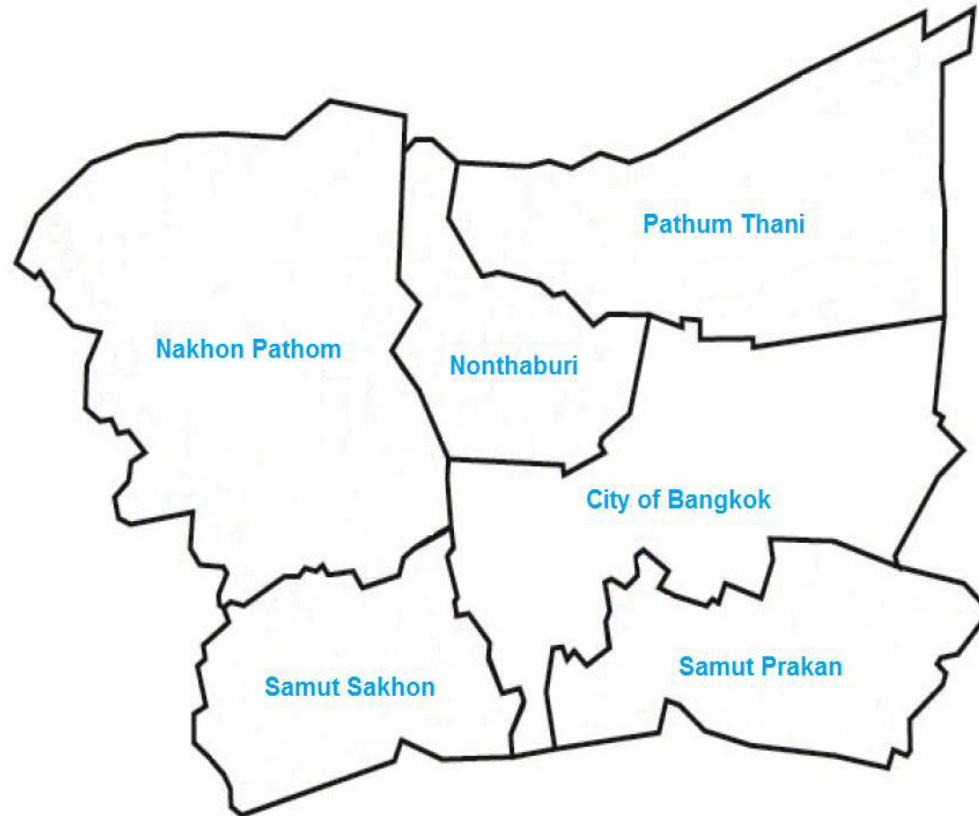 Pathum Thani
Nakhon Pathom
Nonthaburi
City of Bangkok
Samut Sakhon
Samut Prakan